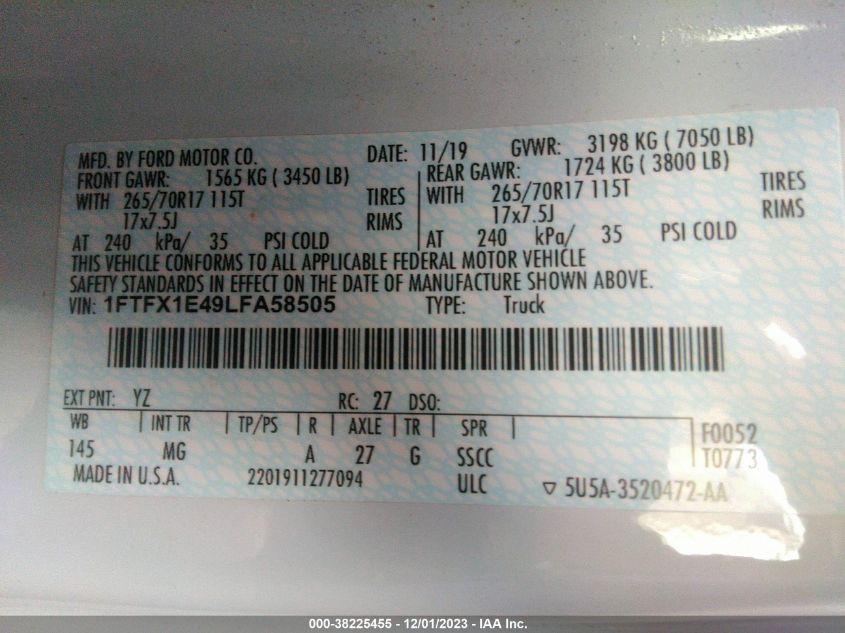 MFD. BY FORD MOTOR CO. DATE: 11/19 GVWR: 3198 KG ( 7050 LB)
FRONT GAWR: 1565 KG ( 3450 LB) REAR GAWR: 1724 KG ( 3800 LB)
WITH 265/70R17 115T TIRES WITH 265/70R17 115T TIRES
17x7.5J RIMS 17x7.5J RIMS
AT 240 kPa/ 35 PSI COLD AT 240 kPa/ 35 PSI COLD
THIS VEHICLE CONFORMS TO ALL APPLICABLE FEDERAL MOTOR VEHICLE
SAFETY STANDARDS IN EFFECT ON THE DATE OF MANUFACTURE SHOWN ABOVE.
VIN: 1FTFX1E49LFA58505 TYPE: Truck
EXT PNT: YZ RC: 27 DSO:
WB INT TR TP/PS R AXLE TR SPR F0052
145 MG A 27 G SSCC T0773
MADE IN U.S.A. 2201911277094 ULC ▽ 5U5A-3520472-AA
000-38225455 - 12/01/2023 - IAA Inc.